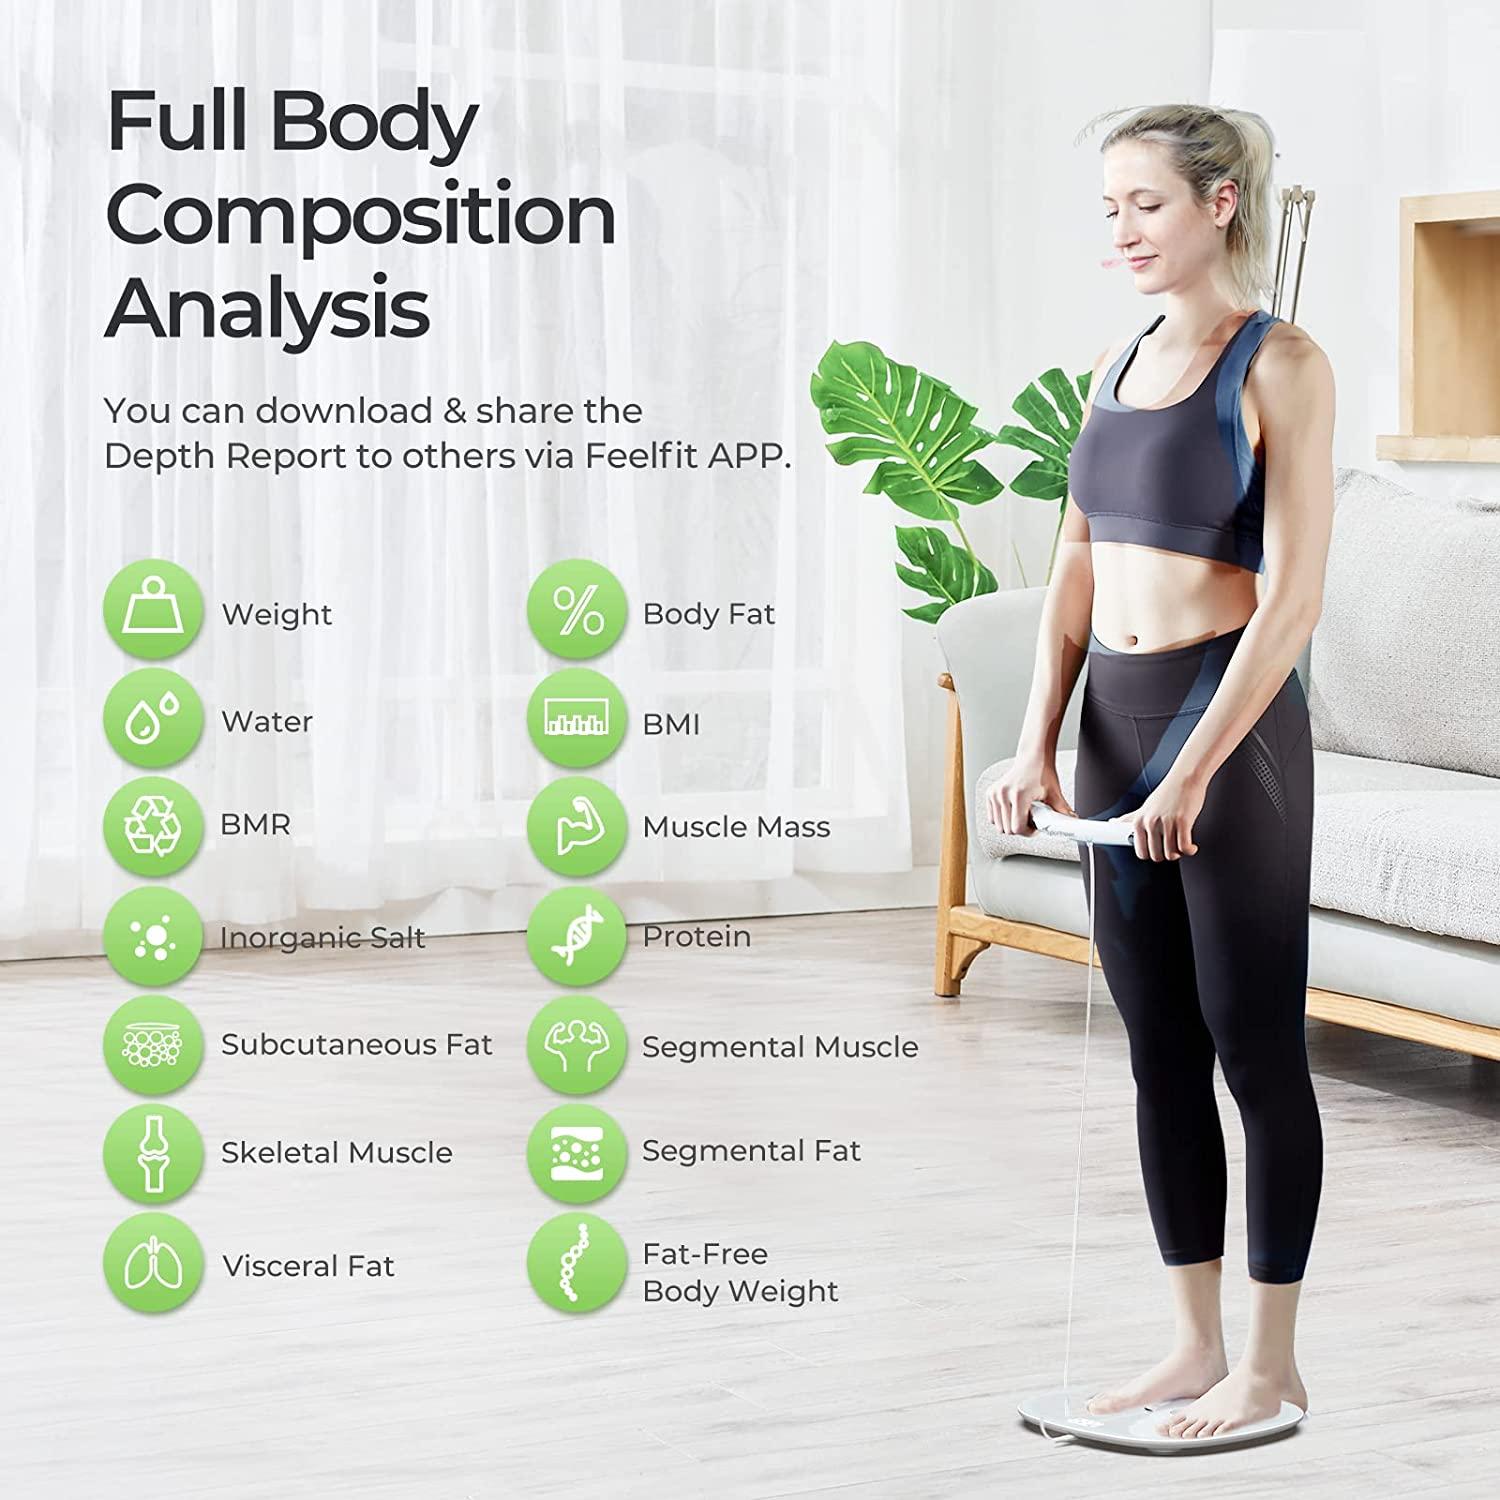 Full Body
Composition
Analysis
You can download & share the
Depth Report to others via Feelfit APP.
Weight
Body Fat
%
Water
BMI
BMR
Muscle Mass
Inorganic Salt
Protein
Subcutaneous Fat
Segmental Muscle
Skeletal Muscle
Segmental Fat
Visceral Fat
Fat-Free
Body Weight